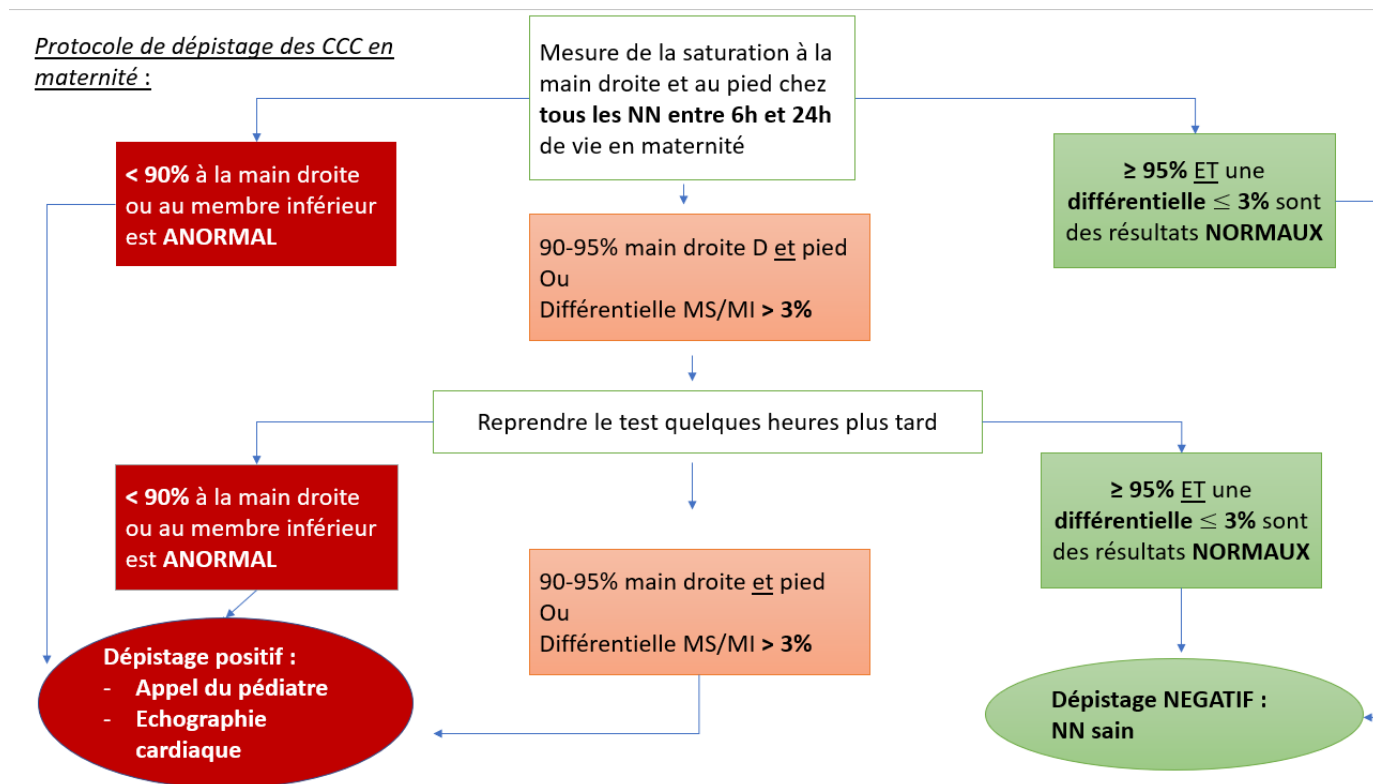 Protocole de dépistage des CCC en
maternité :
Mesure de la saturation à la
main droite et au pied chez
tous les NN entre 6h et 24h
de vie en maternité
< 90% à la main droite
ou au membre inférieur
est ANORMAL
90-95% main droite D et pied
Ou
Différentielle MS/MI > 3%
≥ 95% ET une
différentielle ≤ 3% sont
des résultats NORMAUX
Reprendre le test quelques heures plus tard
< 90% à la main droite
ou au membre inférieur
est ANORMAL
90-95% main droite et pied
Ou
Différentielle MS/MI > 3%
≥ 95% ET une
différentielle ≤ 3% sont
des résultats NORMAUX
Dépistage positif :
- Appel du pédiatre
- Echographie
cardiaque
Dépistage NEGATIF :
NN sain